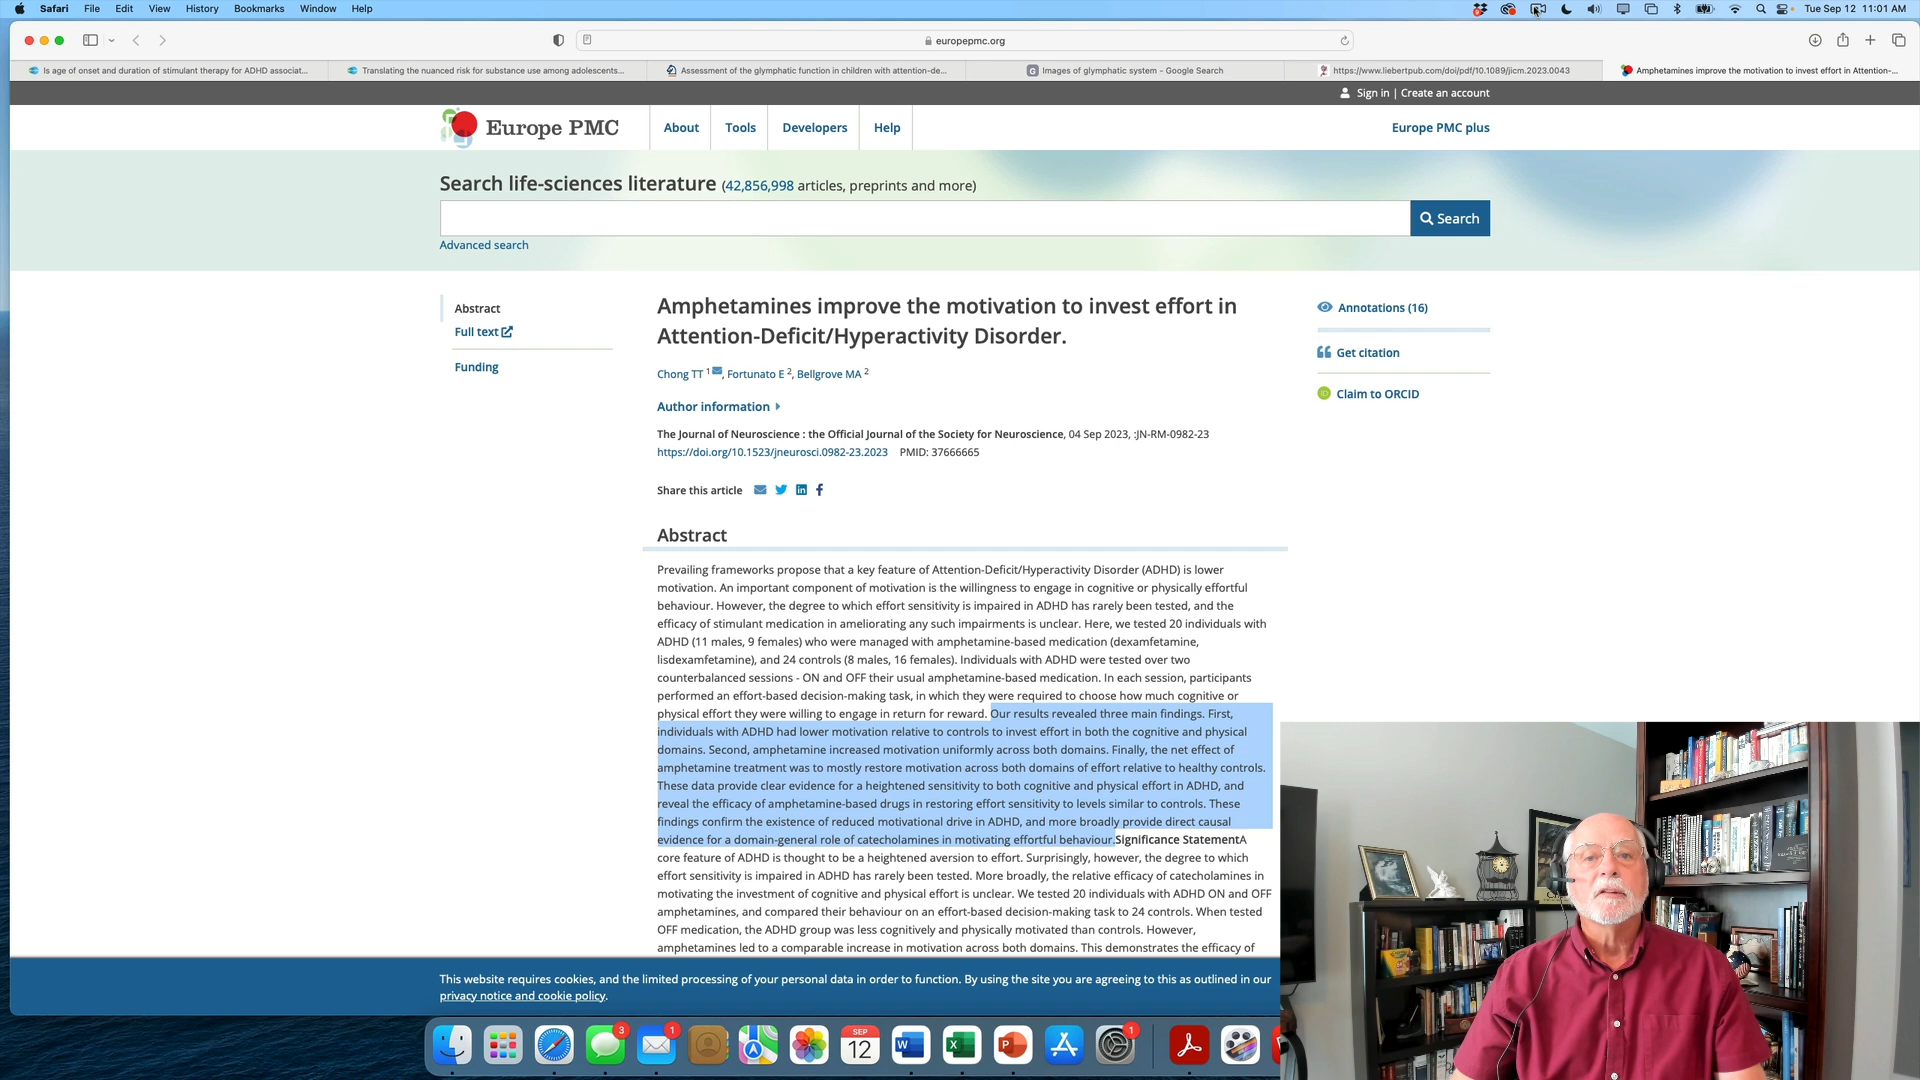 Safari File Edit View History Bookmarks Window Help Tue Sep 12 11:01 AM
europepmc.org
Is age of onset and duration of stimulant therapy for ADHD associat...
Translating the nuanced risk for substance use among adolescents...
Assessment of the glymphatic function in children with attention-de...
Images of glymphatic system - Google Search
https://www.liebertpub.com/doi/pdf/10.1089/jicm.2023.0043
Amphetamines improve the motivation to invest effort in Attention-...
Sign in | Create an account
Europe PMC
About Tools Developers Help
Europe PMC plus
Search life-sciences literature (42,856,998 articles, preprints and more)
Search
Advanced search
Abstract
Full text
Funding
Amphetamines improve the motivation to invest effort in
Attention-Deficit/Hyperactivity Disorder.
Chong TT 1, Fortunato E 2, Bellgrove MA 2
Author information
The Journal of Neuroscience : the Official Journal of the Society for Neuroscience, 04 Sep 2023, :JN-RM-0982-23
https://doi.org/10.1523/jneurosci.0982-23.2023 PMID: 37666665
Share this article
Annotations (16)
Get citation
Claim to ORCID
Abstract
Prevailing frameworks propose that a key feature of Attention-Deficit/Hyperactivity Disorder (ADHD) is lower
motivation. An important component of motivation is the willingness to engage in cognitive or physically effortful
behaviour. However, the degree to which effort sensitivity is impaired in ADHD has rarely been tested, and the
efficacy of stimulant medication in ameliorating any such impairments is unclear. Here, we tested 20 individuals with
ADHD (11 males, 9 females) who were managed with amphetamine-based medication (dexamfetamine,
lisdexamfetamine), and 24 controls (8 males, 16 females). Individuals with ADHD were tested over two
counterbalanced sessions - ON and OFF their usual amphetamine-based medication. In each session, participants
performed an effort-based decision-making task, in which they were required to choose how much cognitive or
physical effort they were willing to engage in return for reward. Our results revealed three main findings. First,
individuals with ADHD had lower motivation relative to controls to invest effort in both the cognitive and physical
domains. Second, amphetamine increased motivation uniformly across both domains. Finally, the net effect of
amphetamine treatment was to mostly restore motivation across both domains of effort relative to healthy controls.
These data provide clear evidence for a heightened sensitivity to both cognitive and physical effort in ADHD, and
reveal the efficacy of amphetamine-based drugs in restoring effort sensitivity to levels similar to controls. These
findings confirm the existence of reduced motivational drive in ADHD, and more broadly provide direct causal
evidence for a domain-general role of catecholamines in motivating effortful behaviour.Significance StatementA
core feature of ADHD is thought to be a heightened aversion to effort. Surprisingly, however, the degree to which
effort sensitivity is impaired in ADHD has rarely been tested. More broadly, the relative efficacy of catecholamines in
motivating the investment of cognitive and physical effort is unclear. We tested 20 individuals with ADHD ON and OFF
amphetamines, and compared their behaviour on an effort-based decision-making task to 24 controls. When tested
OFF medication, the ADHD group was less cognitively and physically motivated than controls. However,
amphetamines led to a comparable increase in motivation across both domains. This demonstrates the efficacy of
This website requires cookies, and the limited processing of your personal data in order to function. By using the site you are agreeing to this as outlined in our
privacy notice and cookie policy.
3
1
SEP
12
1